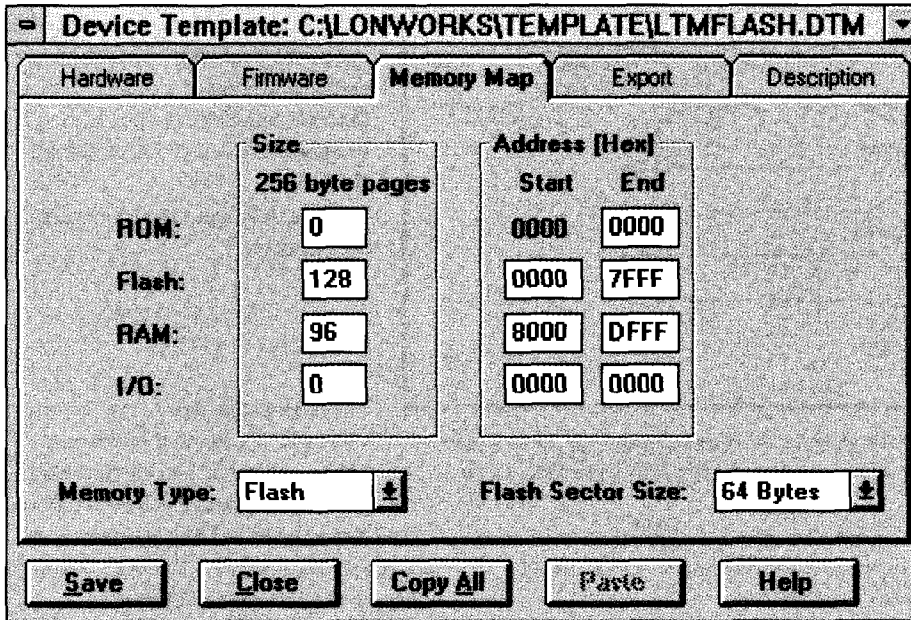 Device Template: C:\LONWORKS\TEMPLATE\LTMFLASH.DTM
Hardware Firmware Memory Map Export Description
Size Address [Hex]
256 byte pages Start End
ROM: 0 0000 0000
Flash: 128 0000 7FFF
RAM: 96 8000 DFFF
I/O: 0 0000 0000
Memory Type: Flash Flash Sector Size: 64 Bytes
Save Close Copy All Paste Help